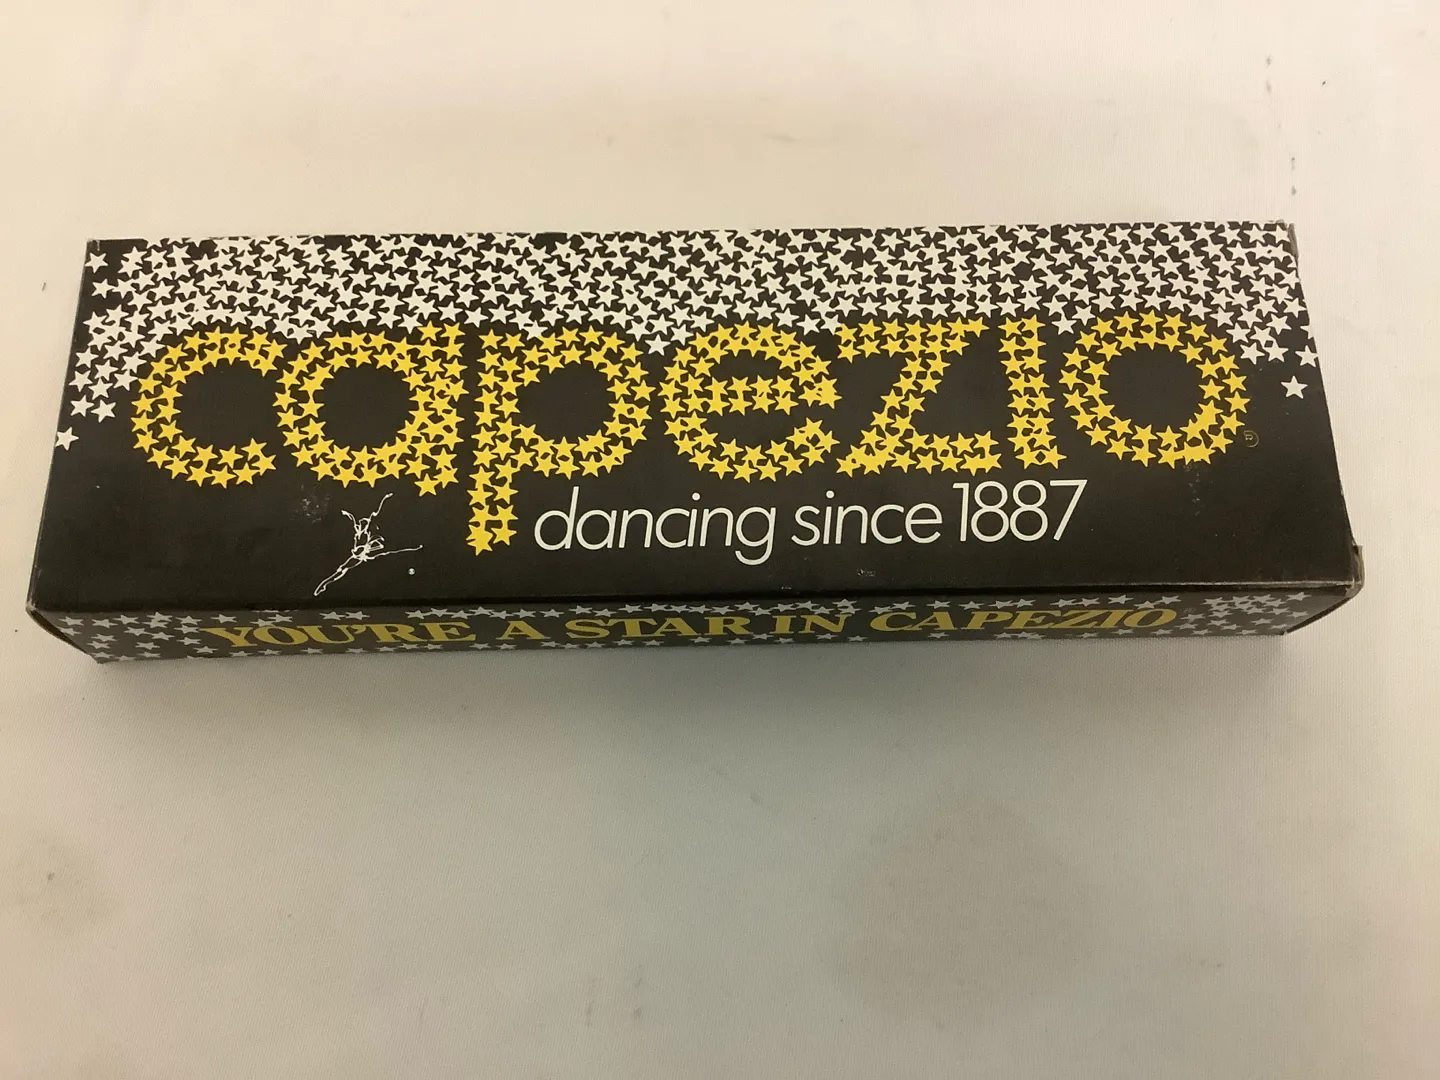 capezio®
dancing since 1887
YOU'RE A STAR IN CAPEZIO